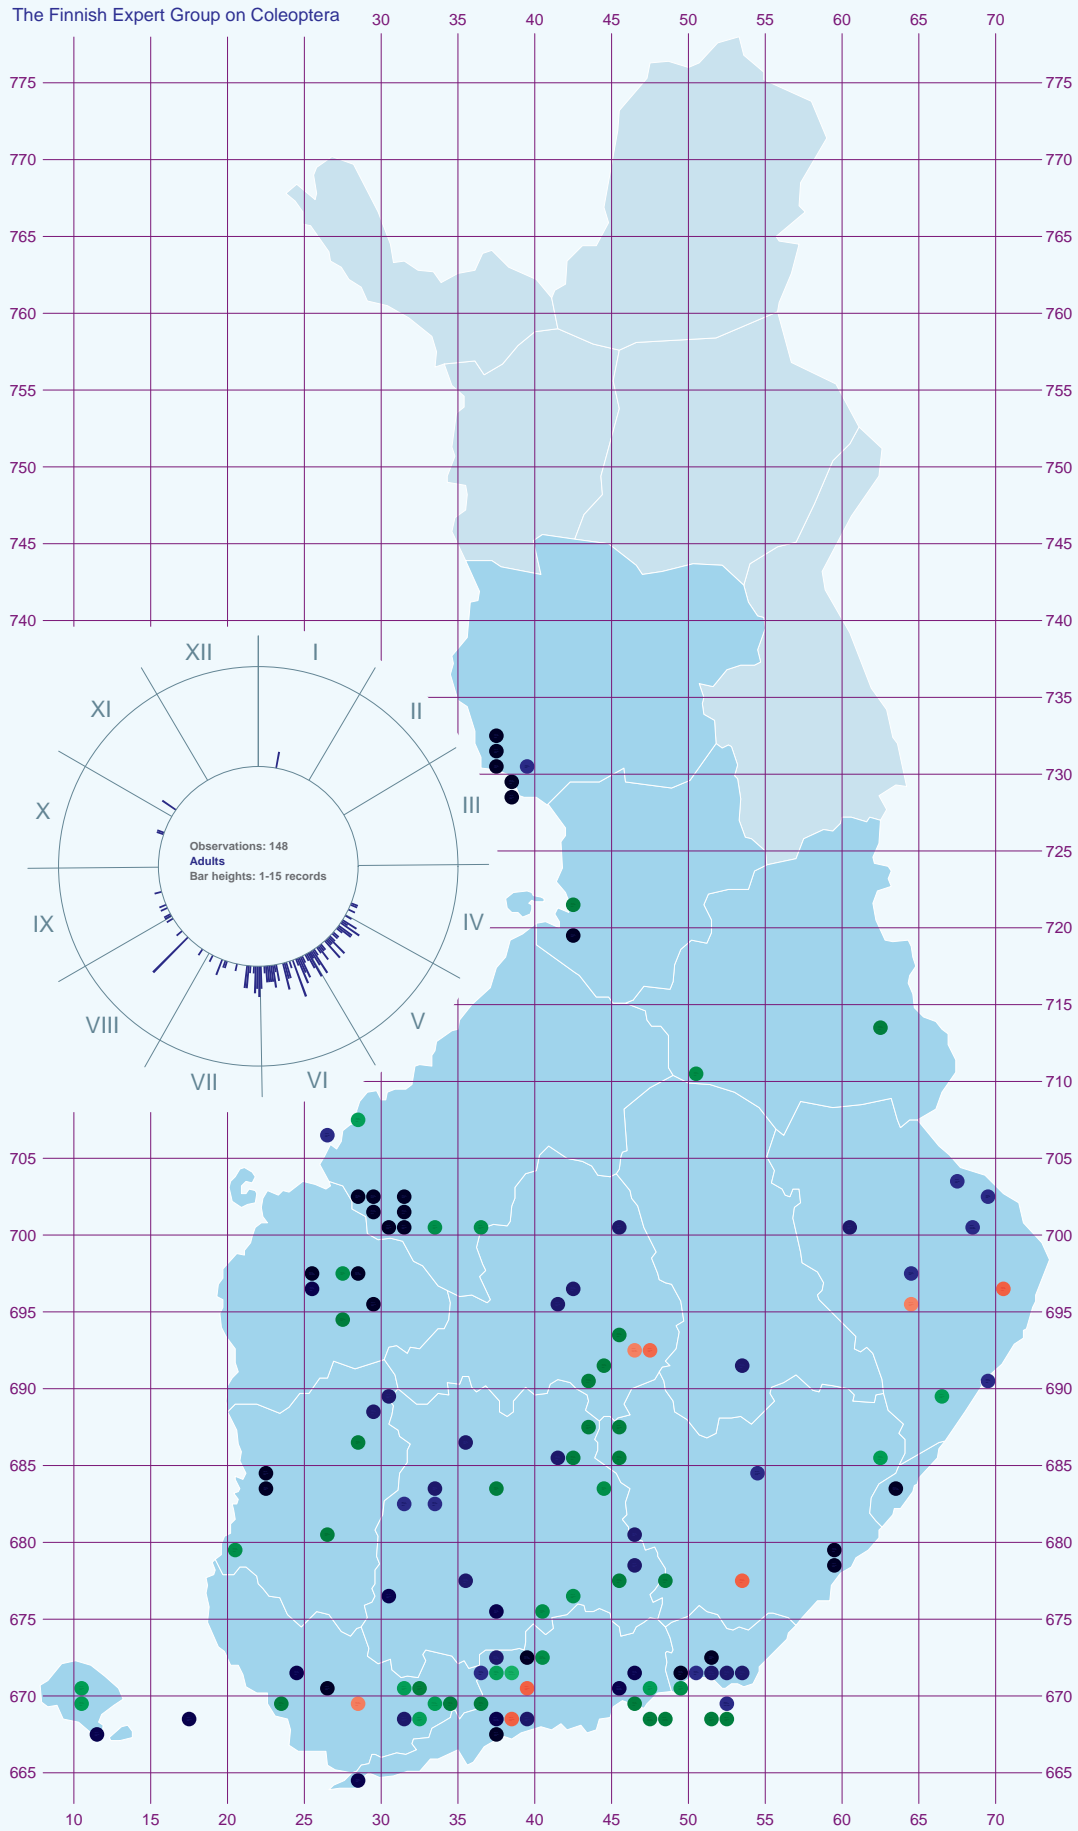 The Finnish Expert Group on Coleoptera
30 35 40 45 50 55 60 65 70
775 775
770 770
765 765
760 760
755 755
750 750
745 745
740 740
735
730
725
720
715
710
705 705
700 700
695 695
690 690
685 685
680 680
675 675
670 670
665 665
10 15 20 25 30 35 40 45 50 55 60 65 70
XII I
XI II
X III
IX IV
VIII V
VII VI
Observations: 148
Adults
Bar heights: 1-15 records